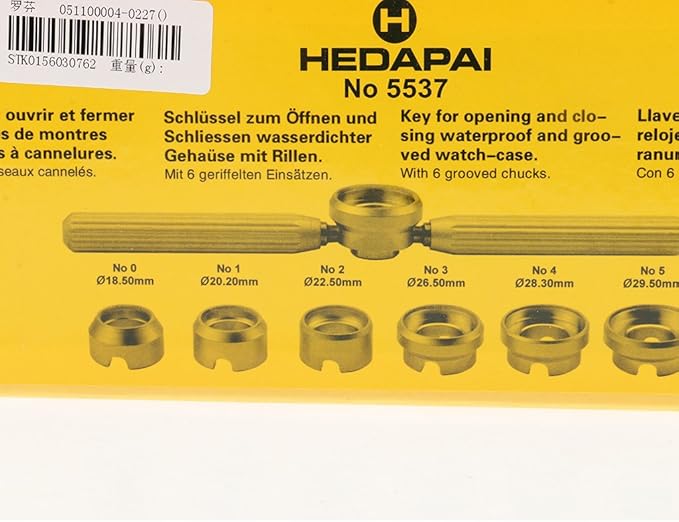 罗芬 051100004-0227()
STK0156030762 重量(g):
H
HEDAPAI
No 5537
ouvrir et fermer
s de montres
s à cannelures.
seaux cannelés.
Schlüssel zum Öffnen und
Schliessen wasserdichter
Gehaüse mit Rillen.
Mit 6 geriffelten Einsätzen.
Key for opening and clo-
sing waterproof and groo-
ved watch-case.
With 6 grooved chucks.
Llave
reloje
ranur
Con 6
No 0 No 1 No 2 No 3 No 4 No 5
Ø18.50mm Ø20.20mm Ø22.50mm Ø26.50mm Ø28.30mm Ø29.50mm